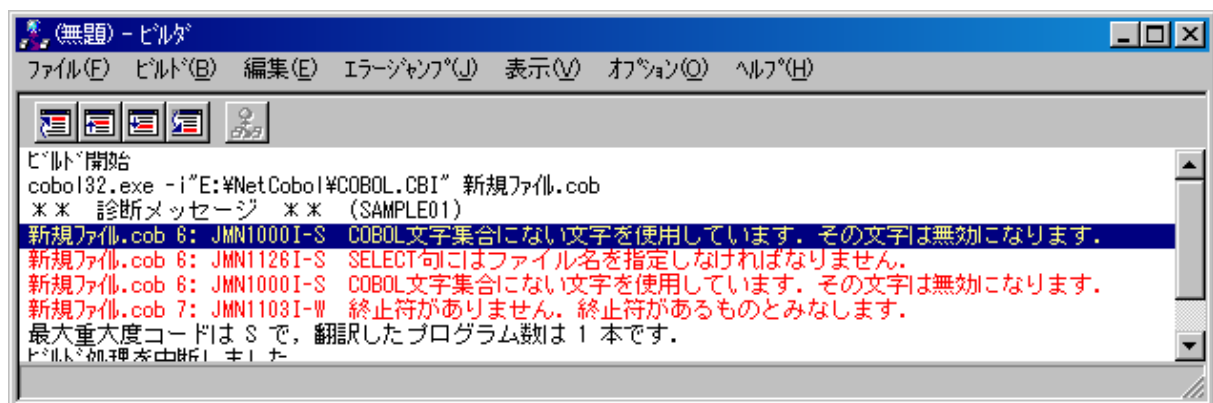 (無題) - ﾋﾞﾙﾀﾞ
ﾌｧｲﾙ(F) ﾋﾞﾙﾄﾞ(B) 編集(E) ｴﾗｰｼﾞｬﾝﾌﾟ(J) 表示(V) ｵﾌﾟｼｮﾝ(O) ﾍﾙﾌﾟ(H)
ﾋﾞﾙﾄﾞ開始
cobol32.exe -i"E:¥NetCobol¥COBOL.CBI" 新規ﾌｧｲﾙ.cob
＊＊ 診断メッセージ ＊＊ (SAMPLE01)
新規ﾌｧｲﾙ.cob 6: JMN1000I-S COBOL文字集合にない文字を使用しています．その文字は無効になります．
新規ﾌｧｲﾙ.cob 6: JMN1126I-S SELECT句にはファイル名を指定しなければなりません．
新規ﾌｧｲﾙ.cob 6: JMN1000I-S COBOL文字集合にない文字を使用しています．その文字は無効になります．
新規ﾌｧｲﾙ.cob 7: JMN1103I-W 終止符がありません．終止符があるものとみなします．
最大重大度コードは S で，翻訳したプログラム数は 1 本です．
ﾋﾞﾙﾄﾞ処理を中断しました